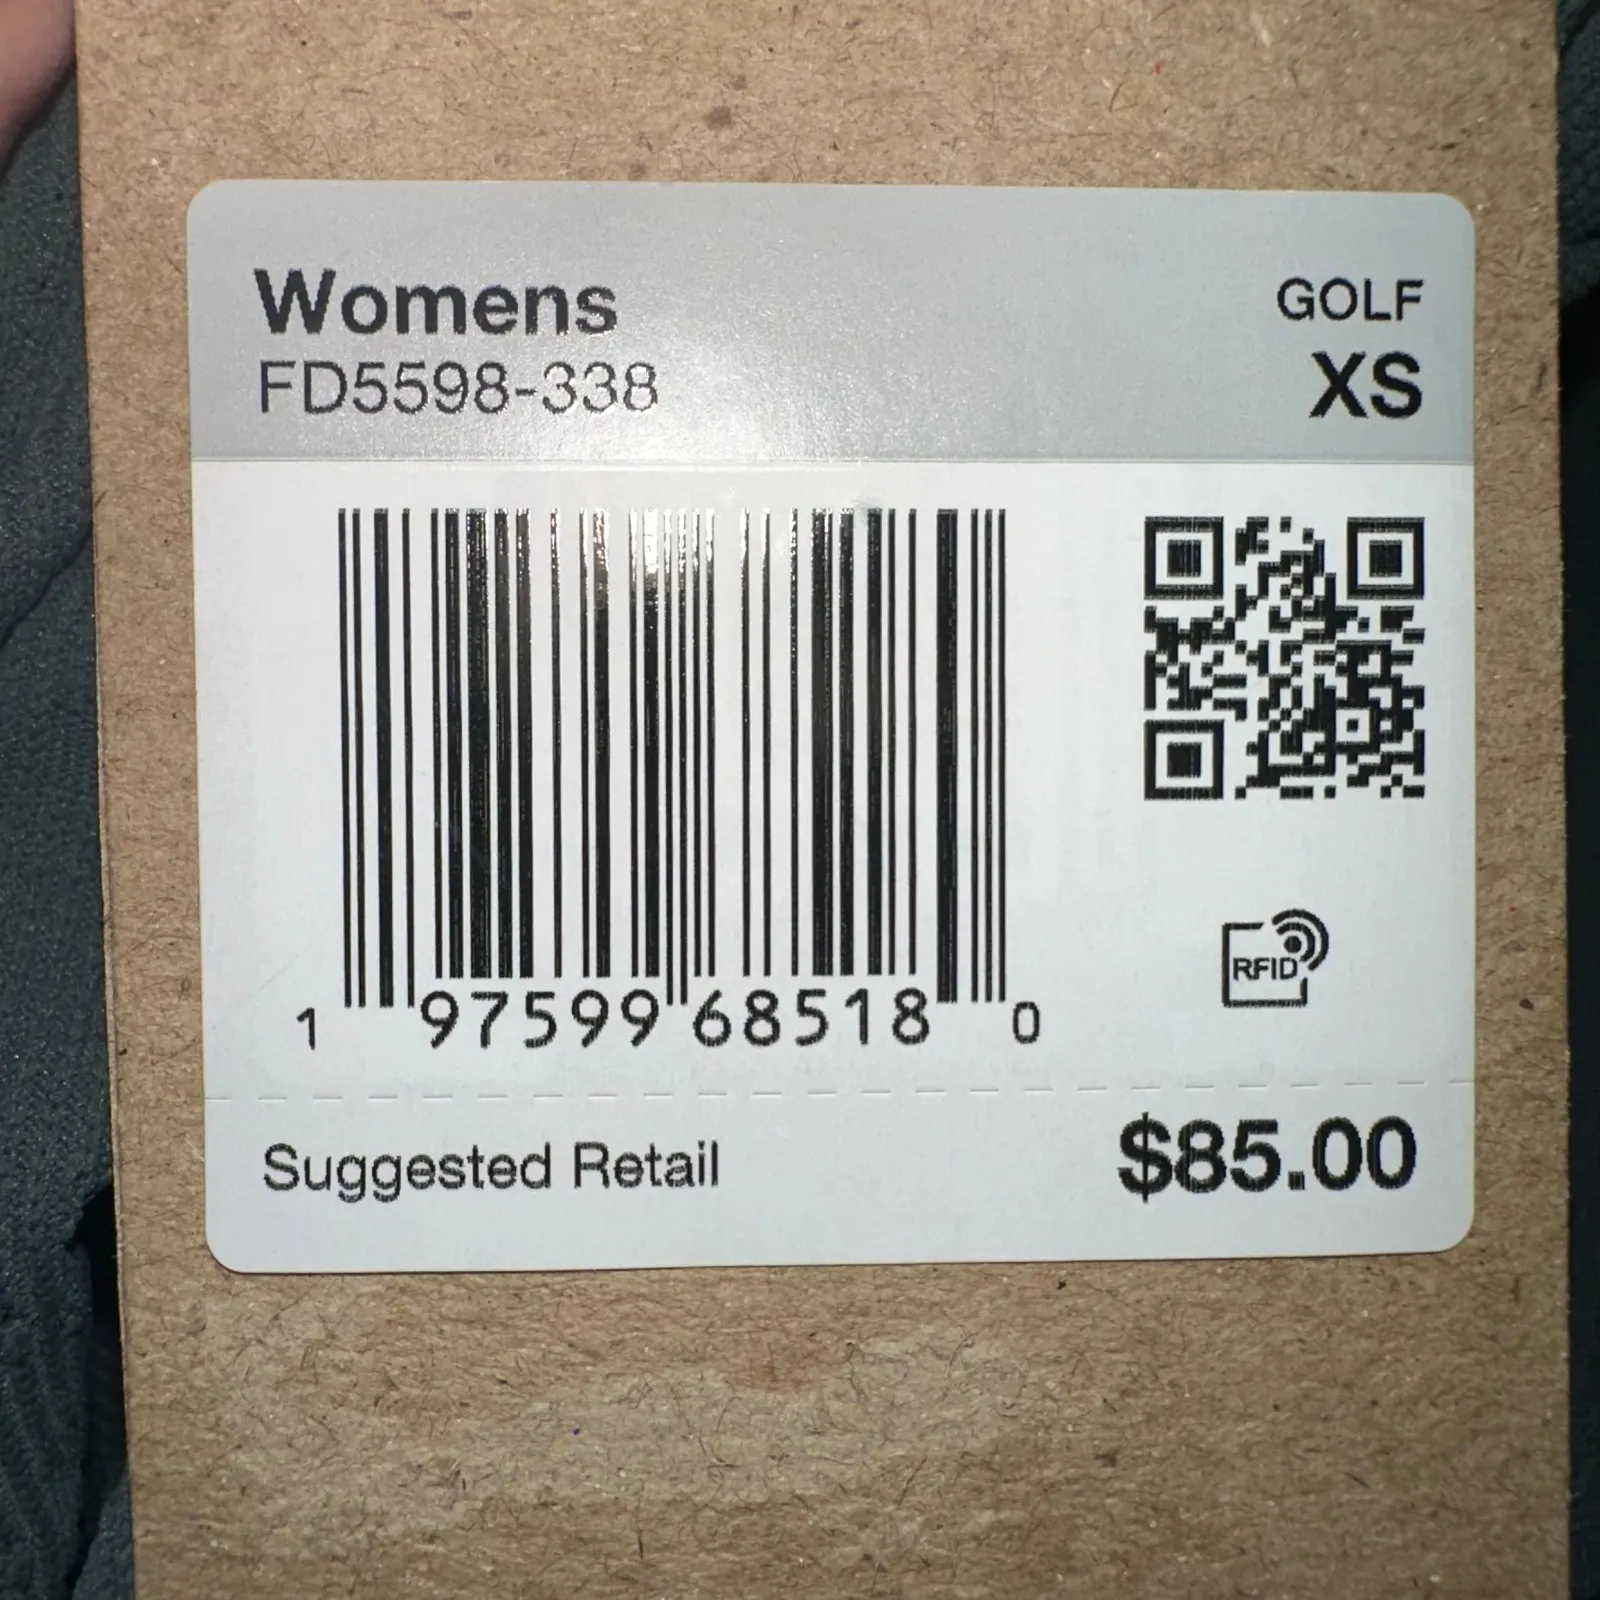 Womens
GOLF
FD5598-338
XS
1 97599 68518 0
RFID
Suggested Retail
$85.00